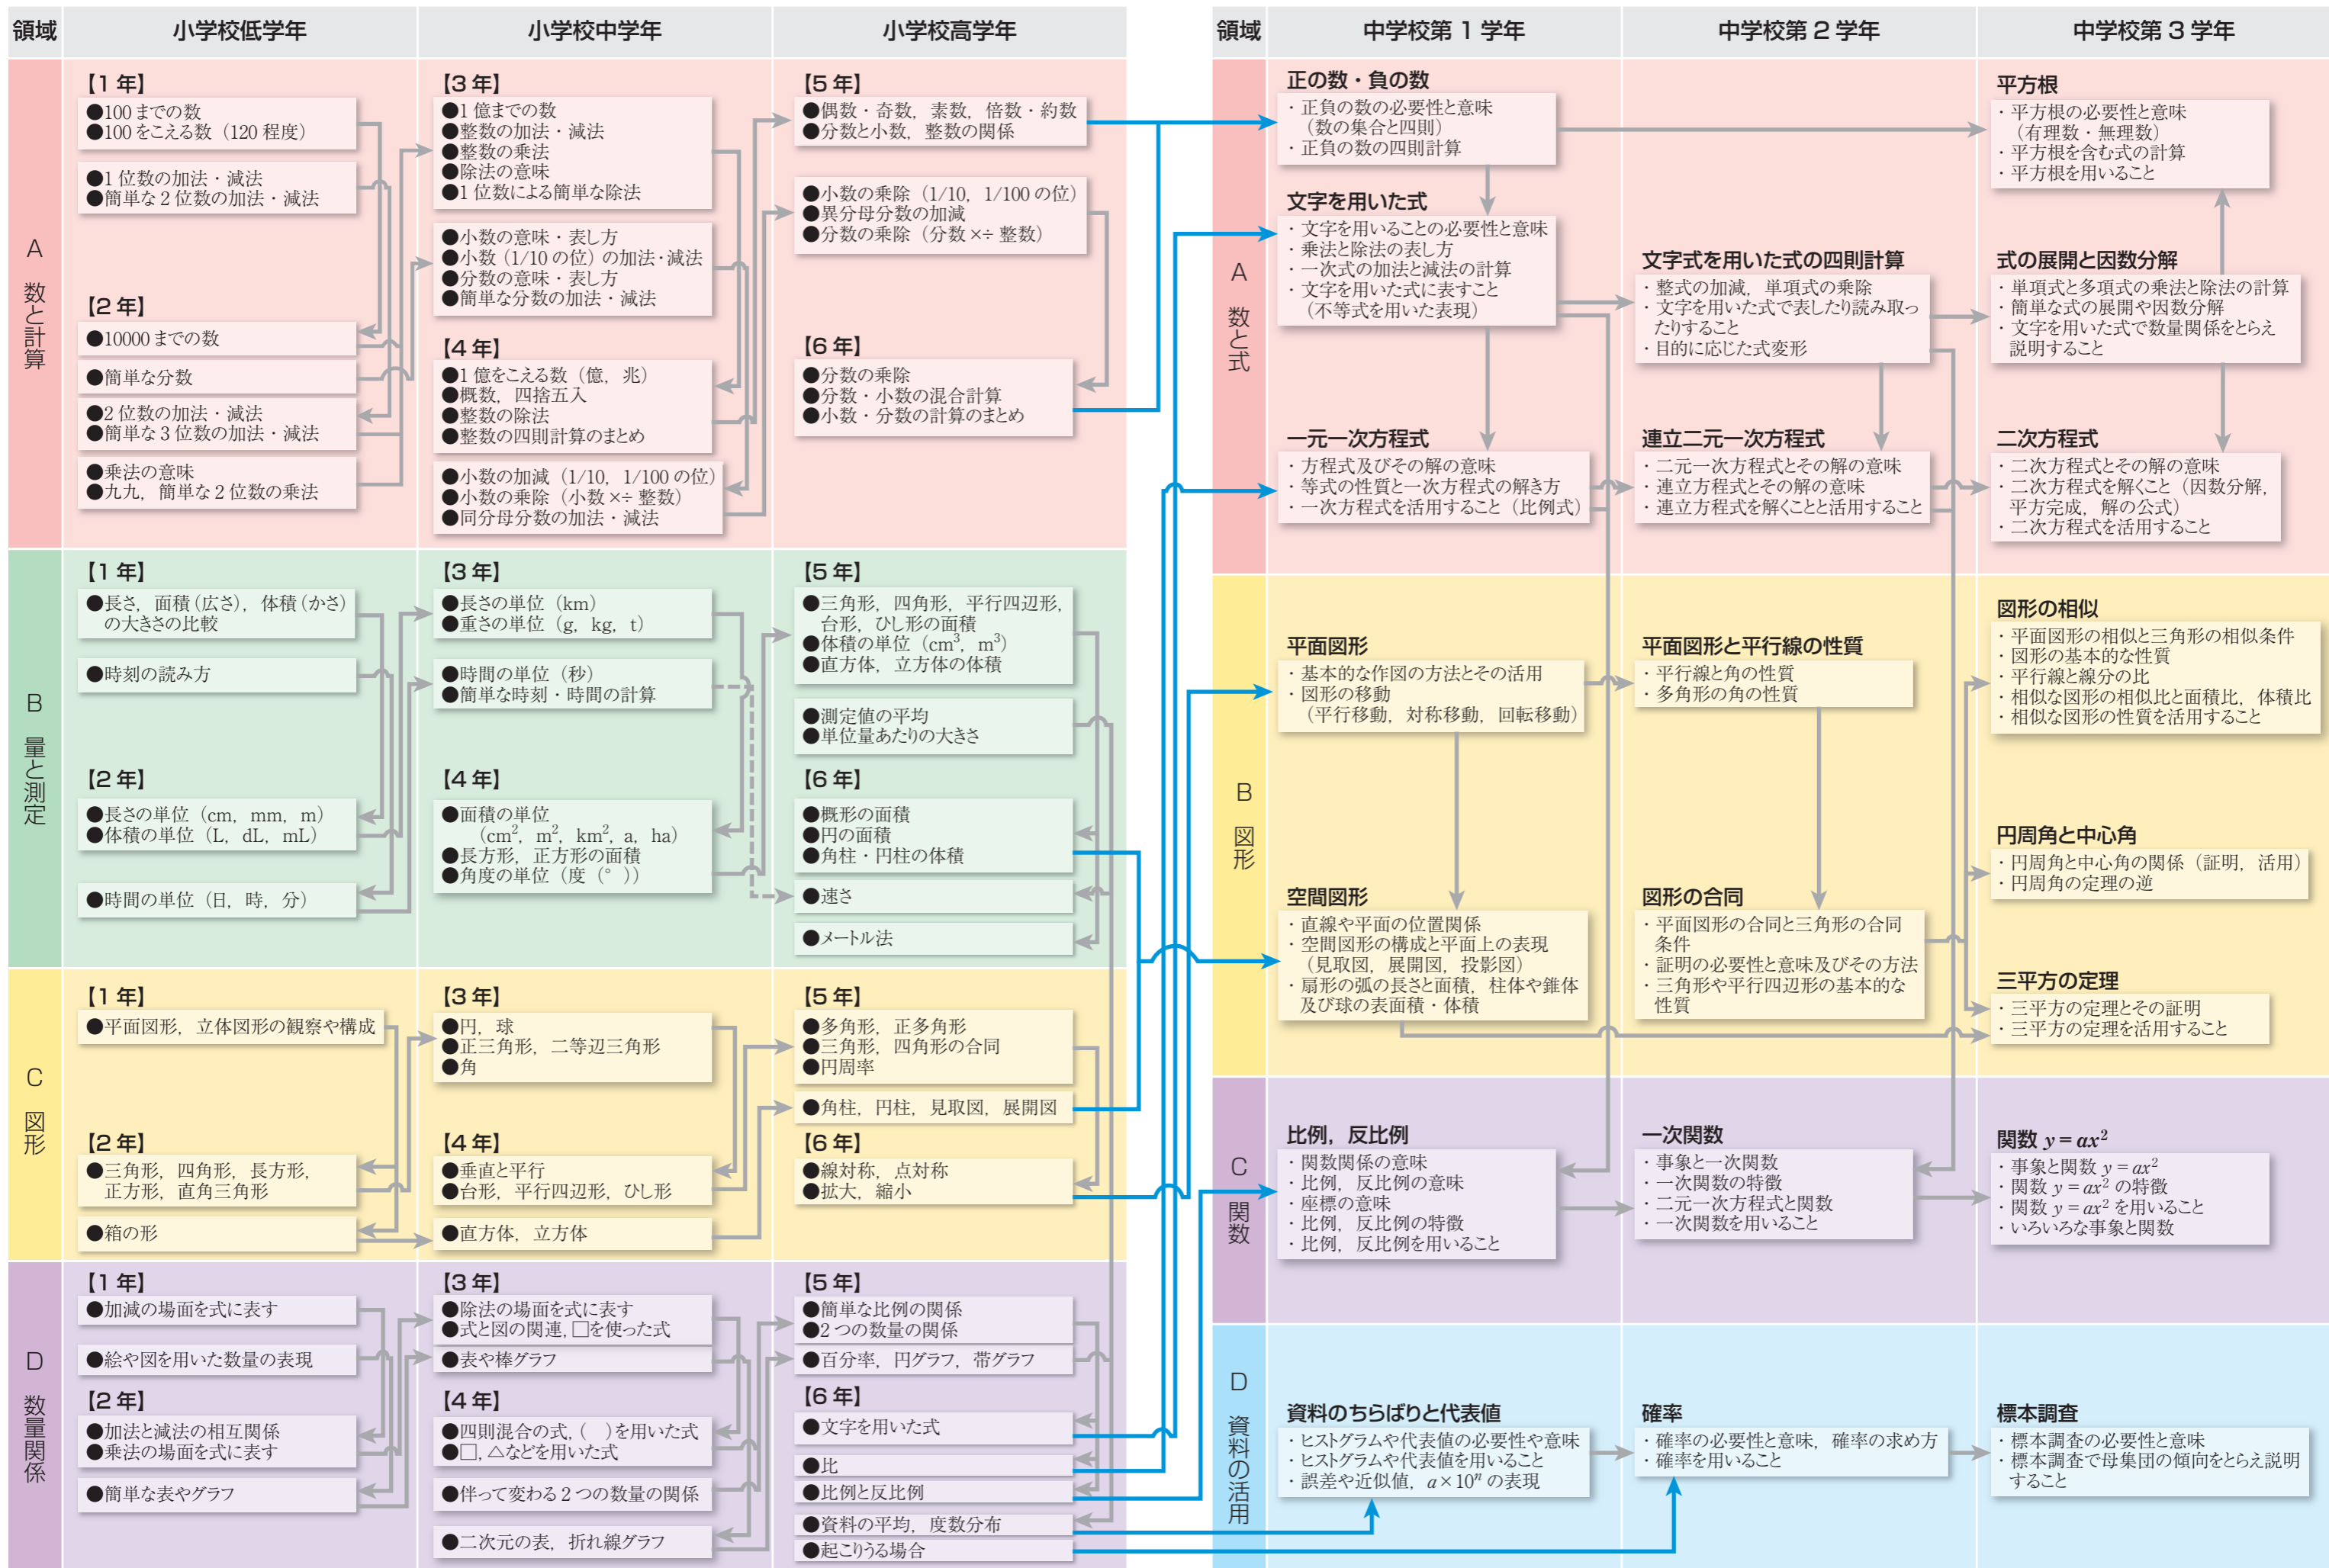 領域
小学校低学年
小学校中学年
小学校高学年
A 数と計算
【1 年】
●100 までの数
●100 をこえる数（120 程度）
●1 位数の加法・減法
●簡単な 2 位数の加法・減法
【2 年】
●10000 までの数
●簡単な分数
●2 位数の加法・減法
●簡単な 3 位数の加法・減法
●乗法の意味
●九九，簡単な 2 位数の乗法
【3 年】
●1 億までの数
●整数の加法・減法
●整数の乗法
●除法の意味
●1 位数による簡単な除法
●小数の意味・表し方
●小数（1/10 の位）の加法・減法
●分数の意味・表し方
●簡単な分数の加法・減法
【4 年】
●1 億をこえる数（億，兆）
●概数，四捨五入
●整数の除法
●整数の四則計算のまとめ
●小数の加減（1/10，1/100 の位）
●小数の乗除（小数 ×÷ 整数）
●同分母分数の加法・減法
【5 年】
●偶数・奇数，素数，倍数・約数
●分数と小数，整数の関係
●小数の乗除（1/10，1/100 の位）
●異分母分数の加減
●分数の乗除（分数 ×÷ 整数）
【6 年】
●分数の乗除
●分数・小数の混合計算
●小数・分数の計算のまとめ
B 量と測定
【1 年】
●長さ，面積（広さ），体積（かさ）
の大きさの比較
●時刻の読み方
【2 年】
●長さの単位（cm，mm，m）
●体積の単位（L，dL，mL）
●時間の単位（日，時，分）
【3 年】
●長さの単位（km）
●重さの単位（g，kg，t）
●時間の単位（秒）
●簡単な時刻・時間の計算
【4 年】
●面積の単位
（cm²，m²，km²，a，ha）
●長方形，正方形の面積
●角度の単位（度（°））
【5 年】
●三角形，四角形，平行四辺形，
台形，ひし形の面積
●体積の単位（cm³，m³）
●直方体，立方体の体積
●測定値の平均
●単位量あたりの大きさ
【6 年】
●概形の面積
●円の面積
●角柱・円柱の体積
●速さ
●メートル法
C 図形
【1 年】
●平面図形，立体図形の観察や構成
【2 年】
●三角形，四角形，長方形，
正方形，直角三角形
●箱の形
【3 年】
●円，球
●正三角形，二等辺三角形
●角
【4 年】
●垂直と平行
●台形，平行四辺形，ひし形
●直方体，立方体
【5 年】
●多角形，正多角形
●三角形，四角形の合同
●円周率
●角柱，円柱，見取図，展開図
【6 年】
●線対称，点対称
●拡大，縮小
D 数量関係
【1 年】
●加減の場面を式に表す
●絵や図を用いた数量の表現
【2 年】
●加法と減法の相互関係
●乗法の場面を式に表す
●簡単な表やグラフ
【3 年】
●除法の場面を式に表す
●式と図の関連，□を使った式
●表や棒グラフ
【4 年】
●四則混合の式，（　）を用いた式
●□，△などを用いた式
●伴って変わる 2 つの数量の関係
●二次元の表，折れ線グラフ
【5 年】
●簡単な比例の関係
●2 つの数量の関係
●百分率，円グラフ，帯グラフ
【6 年】
●文字を用いた式
●比
●比例と反比例
●資料の平均，度数分布
●起こりうる場合
領域
中学校第 1 学年
中学校第 2 学年
中学校第 3 学年
A 数と式
正の数・負の数
・正負の数の必要性と意味
（数の集合と四則）
・正負の数の四則計算
文字を用いた式
・文字を用いることの必要性と意味
・乗法と除法の表し方
・一次式の加法と減法の計算
・文字を用いた式に表すこと
（不等式を用いた表現）
一元一次方程式
・方程式及びその解の意味
・等式の性質と一次方程式の解き方
・一次方程式を活用すること（比例式）
文字式を用いた式の四則計算
・整式の加減，単項式の乗除
・文字を用いた式で表したり読み取っ
たりすること
・目的に応じた式変形
連立二元一次方程式
・二元一次方程式とその解の意味
・連立方程式とその解の意味
・連立方程式を解くことと活用すること
平方根
・平方根の必要性と意味
（有理数・無理数）
・平方根を含む式の計算
・平方根を用いること
式の展開と因数分解
・単項式と多項式の乗法と除法の計算
・簡単な式の展開や因数分解
・文字を用いた式で数量関係をとらえ
説明すること
二次方程式
・二次方程式とその解の意味
・二次方程式を解くこと（因数分解，
平方完成，解の公式）
・二次方程式を活用すること
B 図形
平面図形
・基本的な作図の方法とその活用
・図形の移動
（平行移動，対称移動，回転移動）
空間図形
・直線や平面の位置関係
・空間図形の構成と平面上の表現
（見取図，展開図，投影図）
・扇形の弧の長さと面積，柱体や錐体
及び球の表面積・体積
平面図形と平行線の性質
・平行線と角の性質
・多角形の角の性質
図形の合同
・平面図形の合同と三角形の合同
条件
・証明の必要性と意味及びその方法
・三角形や平行四辺形の基本的な
性質
図形の相似
・平面図形の相似と三角形の相似条件
・図形の基本的な性質
・平行線と線分の比
・相似な図形の相似比と面積比，体積比
・相似な図形の性質を活用すること
円周角と中心角
・円周角と中心角の関係（証明，活用）
・円周角の定理の逆
三平方の定理
・三平方の定理とその証明
・三平方の定理を活用すること
C 関数
比例，反比例
・関数関係の意味
・比例，反比例の意味
・座標の意味
・比例，反比例の特徴
・比例，反比例を用いること
一次関数
・事象と一次関数
・一次関数の特徴
・二元一次方程式と関数
・一次関数を用いること
関数 y = ax²
・事象と関数 y = ax²
・関数 y = ax² の特徴
・関数 y = ax² を用いること
・いろいろな事象と関数
D 資料の活用
資料のちらばりと代表値
・ヒストグラムや代表値の必要性や意味
・ヒストグラムや代表値を用いること
・誤差や近似値，a × 10ⁿ の表現
確率
・確率の必要性と意味，確率の求め方
・確率を用いること
標本調査
・標本調査の必要性と意味
・標本調査で母集団の傾向をとらえ説明
すること